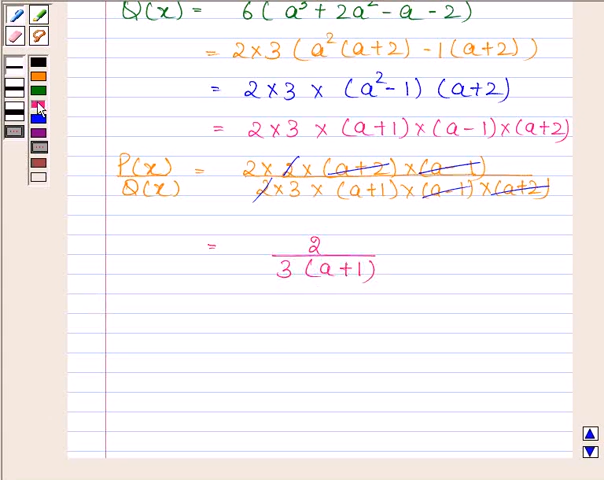 Q(x) = 6 ( a³ + 2a² - a - 2 )
= 2 × 3 ( a² (a+2) - 1 (a+2) )
= 2 × 3 × (a² - 1) (a+2)
= 2 × 3 × (a+1) × (a-1) × (a+2)
P(x) = 2 × 2 × (a+2) × (a-1)
Q(x) 2 × 3 × (a+1) × (a-1) × (a+2)
= 2
3 (a+1)